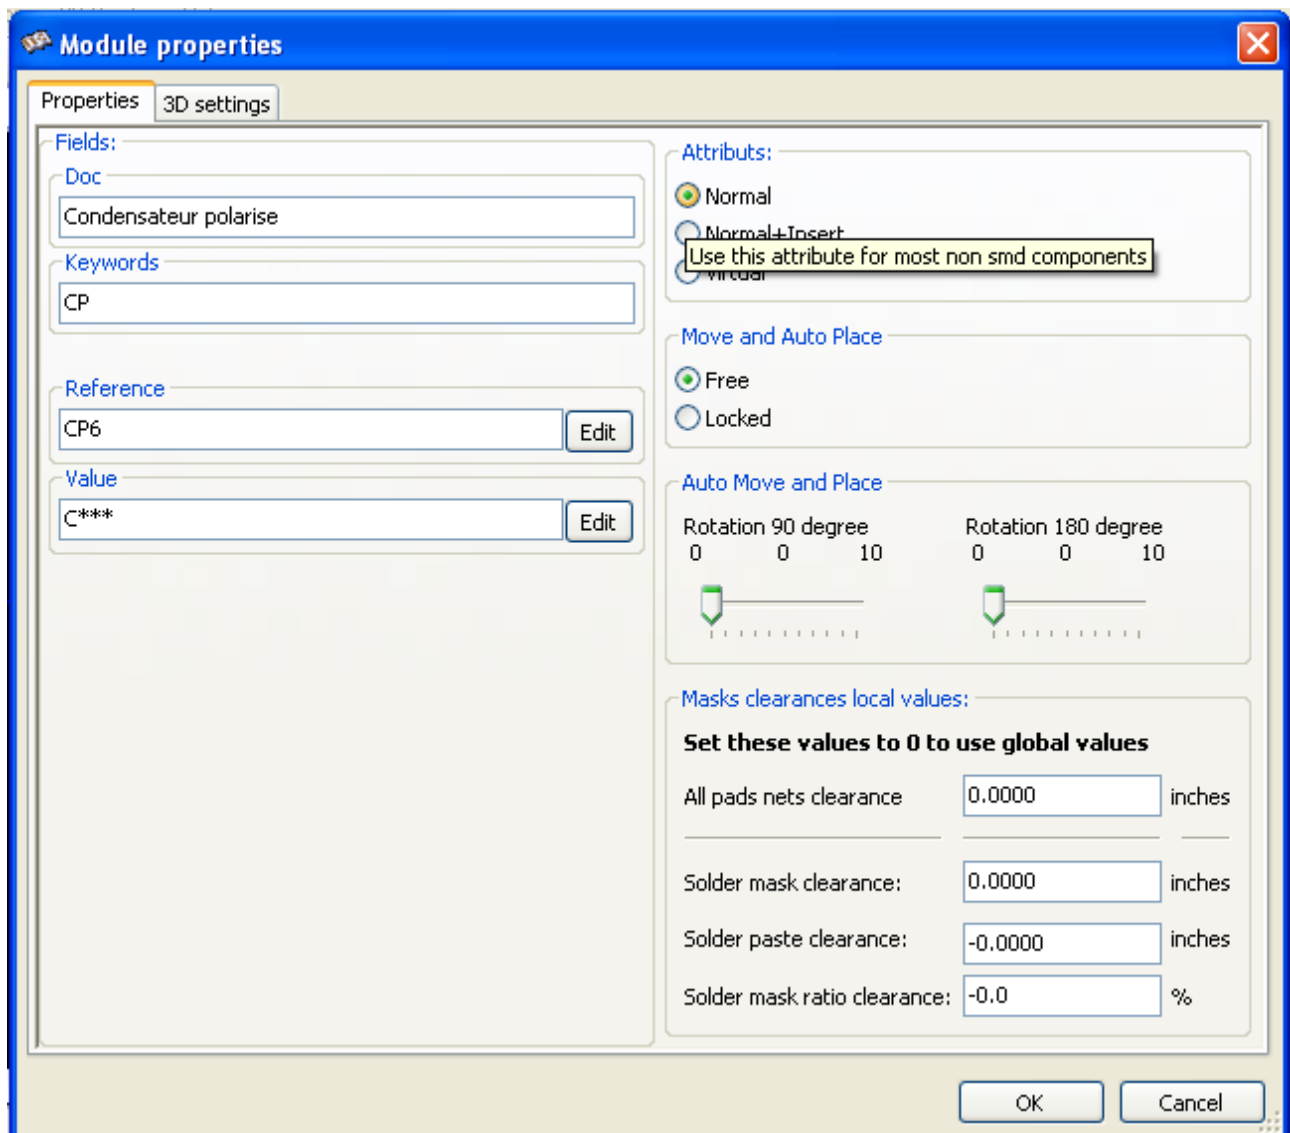 Module properties
Properties
3D settings
Fields:
Doc
Condensateur polarise
Keywords
CP
Reference
CP6
Edit
Value
C***
Edit
Attributs:
Normal
Normal+Insert
Use this attribute for most non smd components
Virtual
Move and Auto Place
Free
Locked
Auto Move and Place
Rotation 90 degree
0 0 10
Rotation 180 degree
0 0 10
Masks clearances local values:
Set these values to 0 to use global values
All pads nets clearance 0.0000 inches
Solder mask clearance: 0.0000 inches
Solder paste clearance: -0.0000 inches
Solder mask ratio clearance: -0.0 %
OK
Cancel